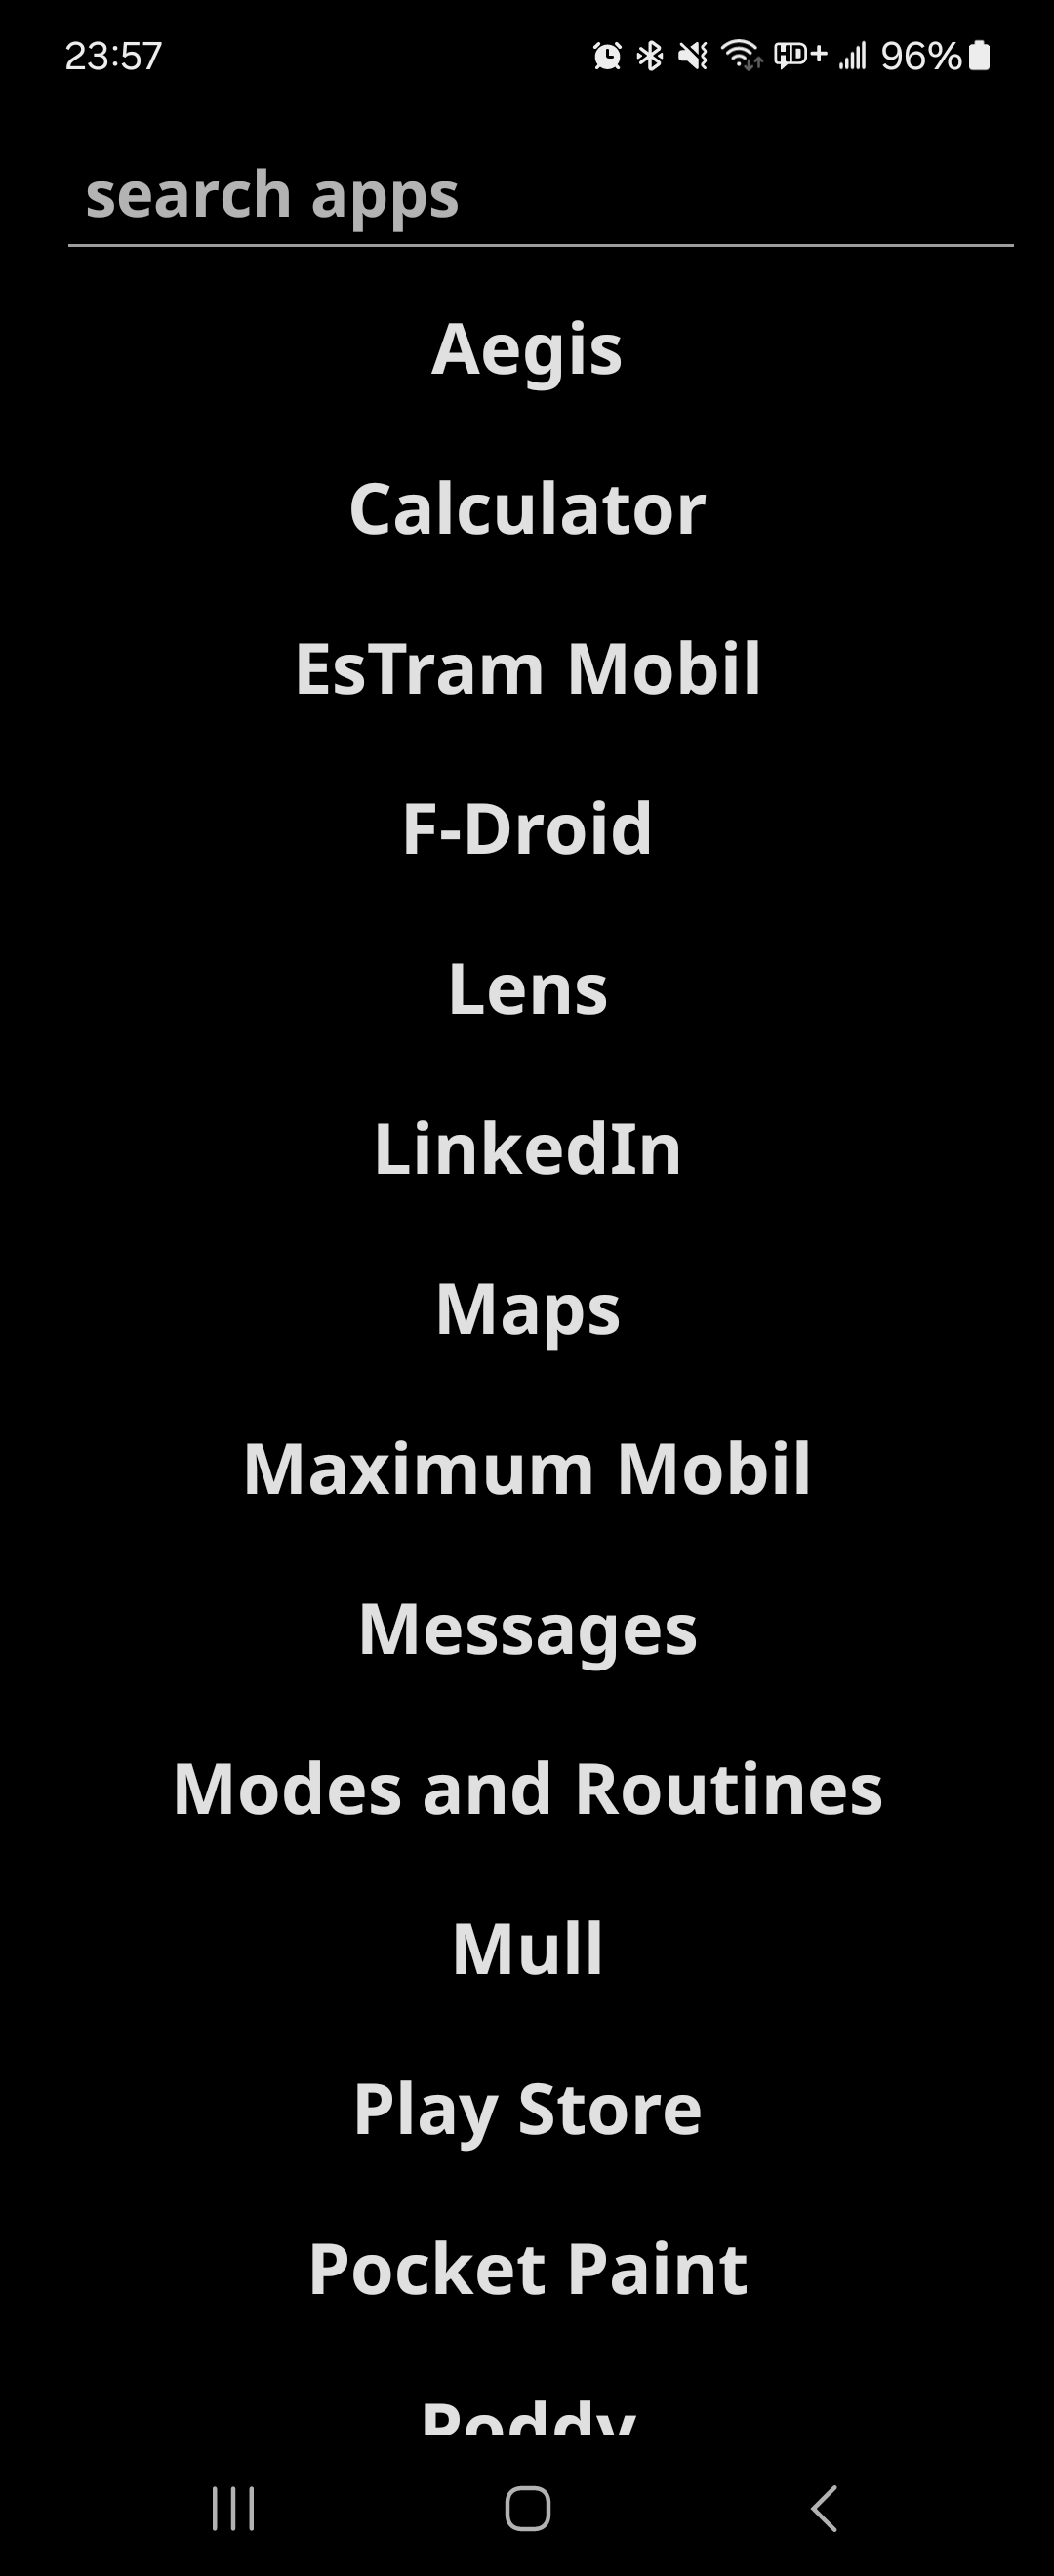 23:57 96%
search apps
Aegis
Calculator
EsTram Mobil
F-Droid
Lens
LinkedIn
Maps
Maximum Mobil
Messages
Modes and Routines
Mull
Play Store
Pocket Paint
Poddy